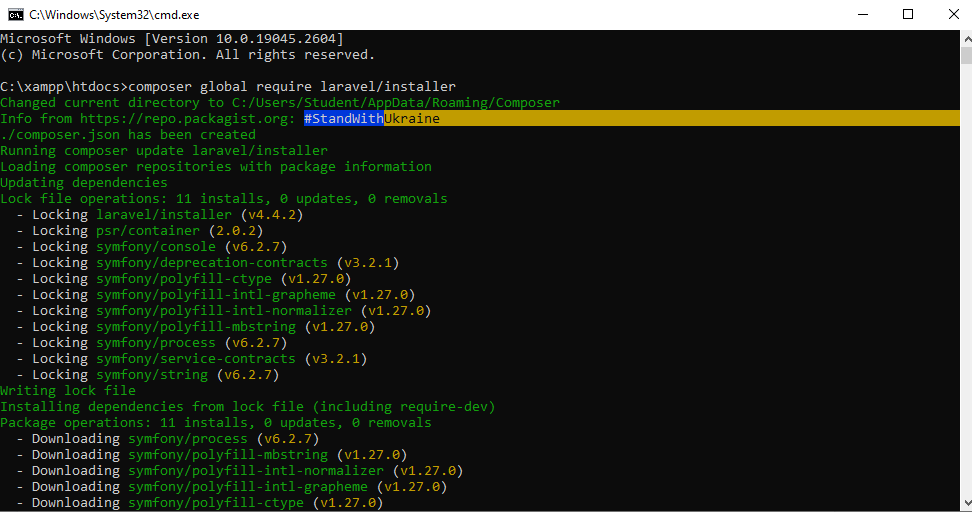 C:\Windows\System32\cmd.exe
Microsoft Windows [Version 10.0.19045.2604]
(c) Microsoft Corporation. All rights reserved.
C:\xampp\htdocs>composer global require laravel/installer
Changed current directory to C:/Users/Student/AppData/Roaming/Composer
Info from https://repo.packagist.org: #StandWithUkraine
./composer.json has been created
Running composer update laravel/installer
Loading composer repositories with package information
Updating dependencies
Lock file operations: 11 installs, 0 updates, 0 removals
  - Locking laravel/installer (v4.4.2)
  - Locking psr/container (2.0.2)
  - Locking symfony/console (v6.2.7)
  - Locking symfony/deprecation-contracts (v3.2.1)
  - Locking symfony/polyfill-ctype (v1.27.0)
  - Locking symfony/polyfill-intl-grapheme (v1.27.0)
  - Locking symfony/polyfill-intl-normalizer (v1.27.0)
  - Locking symfony/polyfill-mbstring (v1.27.0)
  - Locking symfony/process (v6.2.7)
  - Locking symfony/service-contracts (v3.2.1)
  - Locking symfony/string (v6.2.7)
Writing lock file
Installing dependencies from lock file (including require-dev)
Package operations: 11 installs, 0 updates, 0 removals
  - Downloading symfony/process (v6.2.7)
  - Downloading symfony/polyfill-mbstring (v1.27.0)
  - Downloading symfony/polyfill-intl-normalizer (v1.27.0)
  - Downloading symfony/polyfill-intl-grapheme (v1.27.0)
  - Downloading symfony/polyfill-ctype (v1.27.0)